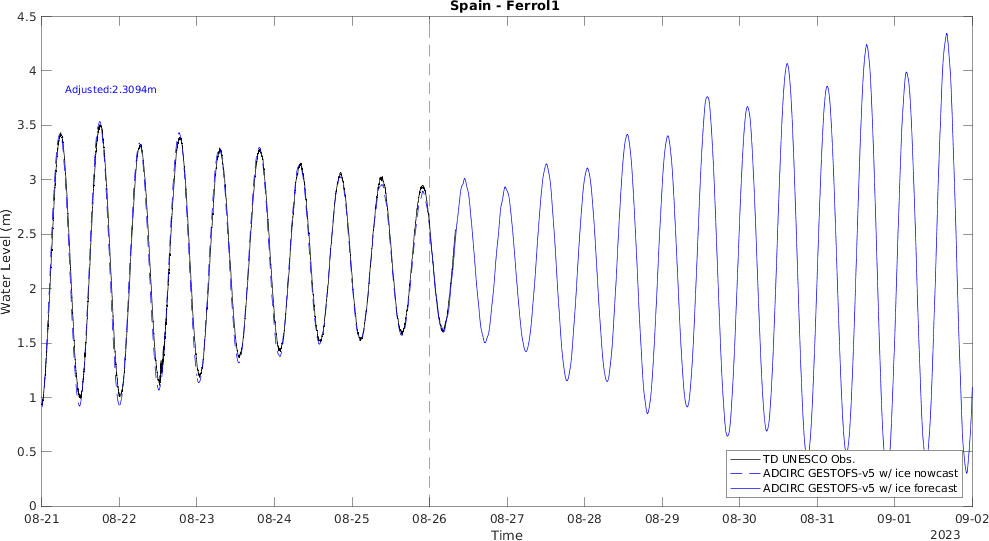 Spain - Ferrol1
4.5
4
3.5
3
2.5
2
1.5
1
0.5
0
Water Level (m)
Adjusted:2.3094m
TD UNESCO Obs.
ADCIRC GESTOFS-v5 w/ ice nowcast
ADCIRC GESTOFS-v5 w/ ice forecast
08-21 08-22 08-23 08-24 08-25 08-26 08-27 08-28 08-29 08-30 08-31 09-01 09-02
Time
2023